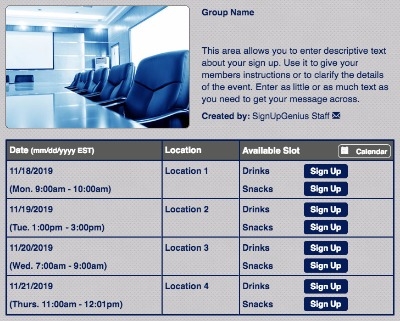 Group Name
This area allows you to enter descriptive text
about your sign up. Use it to give your
members instructions or to clarify the details
of the event. Enter as little or as much text as
you need to get your message across.
Created by: SignUpGenius Staff
Date (mm/dd/yyyy EST) Location Available Slot Calendar
11/18/2019 Location 1 Drinks Sign Up
(Mon. 9:00am - 10:00am) Snacks Sign Up
11/19/2019 Location 2 Drinks Sign Up
(Tue. 1:00pm - 3:00pm) Snacks Sign Up
11/20/2019 Location 3 Drinks Sign Up
(Wed. 7:00am - 9:00am) Snacks Sign Up
11/21/2019 Location 4 Drinks Sign Up
(Thurs. 11:00am - 12:01pm) Snacks Sign Up